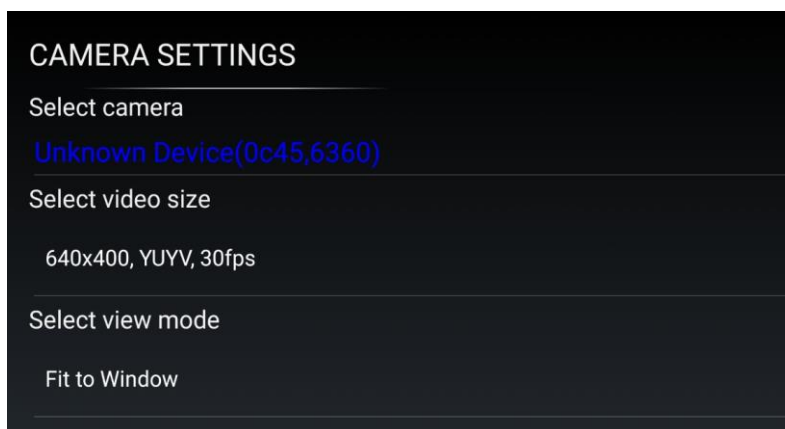 CAMERA SETTINGS
Select camera
Unknown Device(0c45,6360)
Select video size
640x400, YUYV, 30fps
Select view mode
Fit to Window